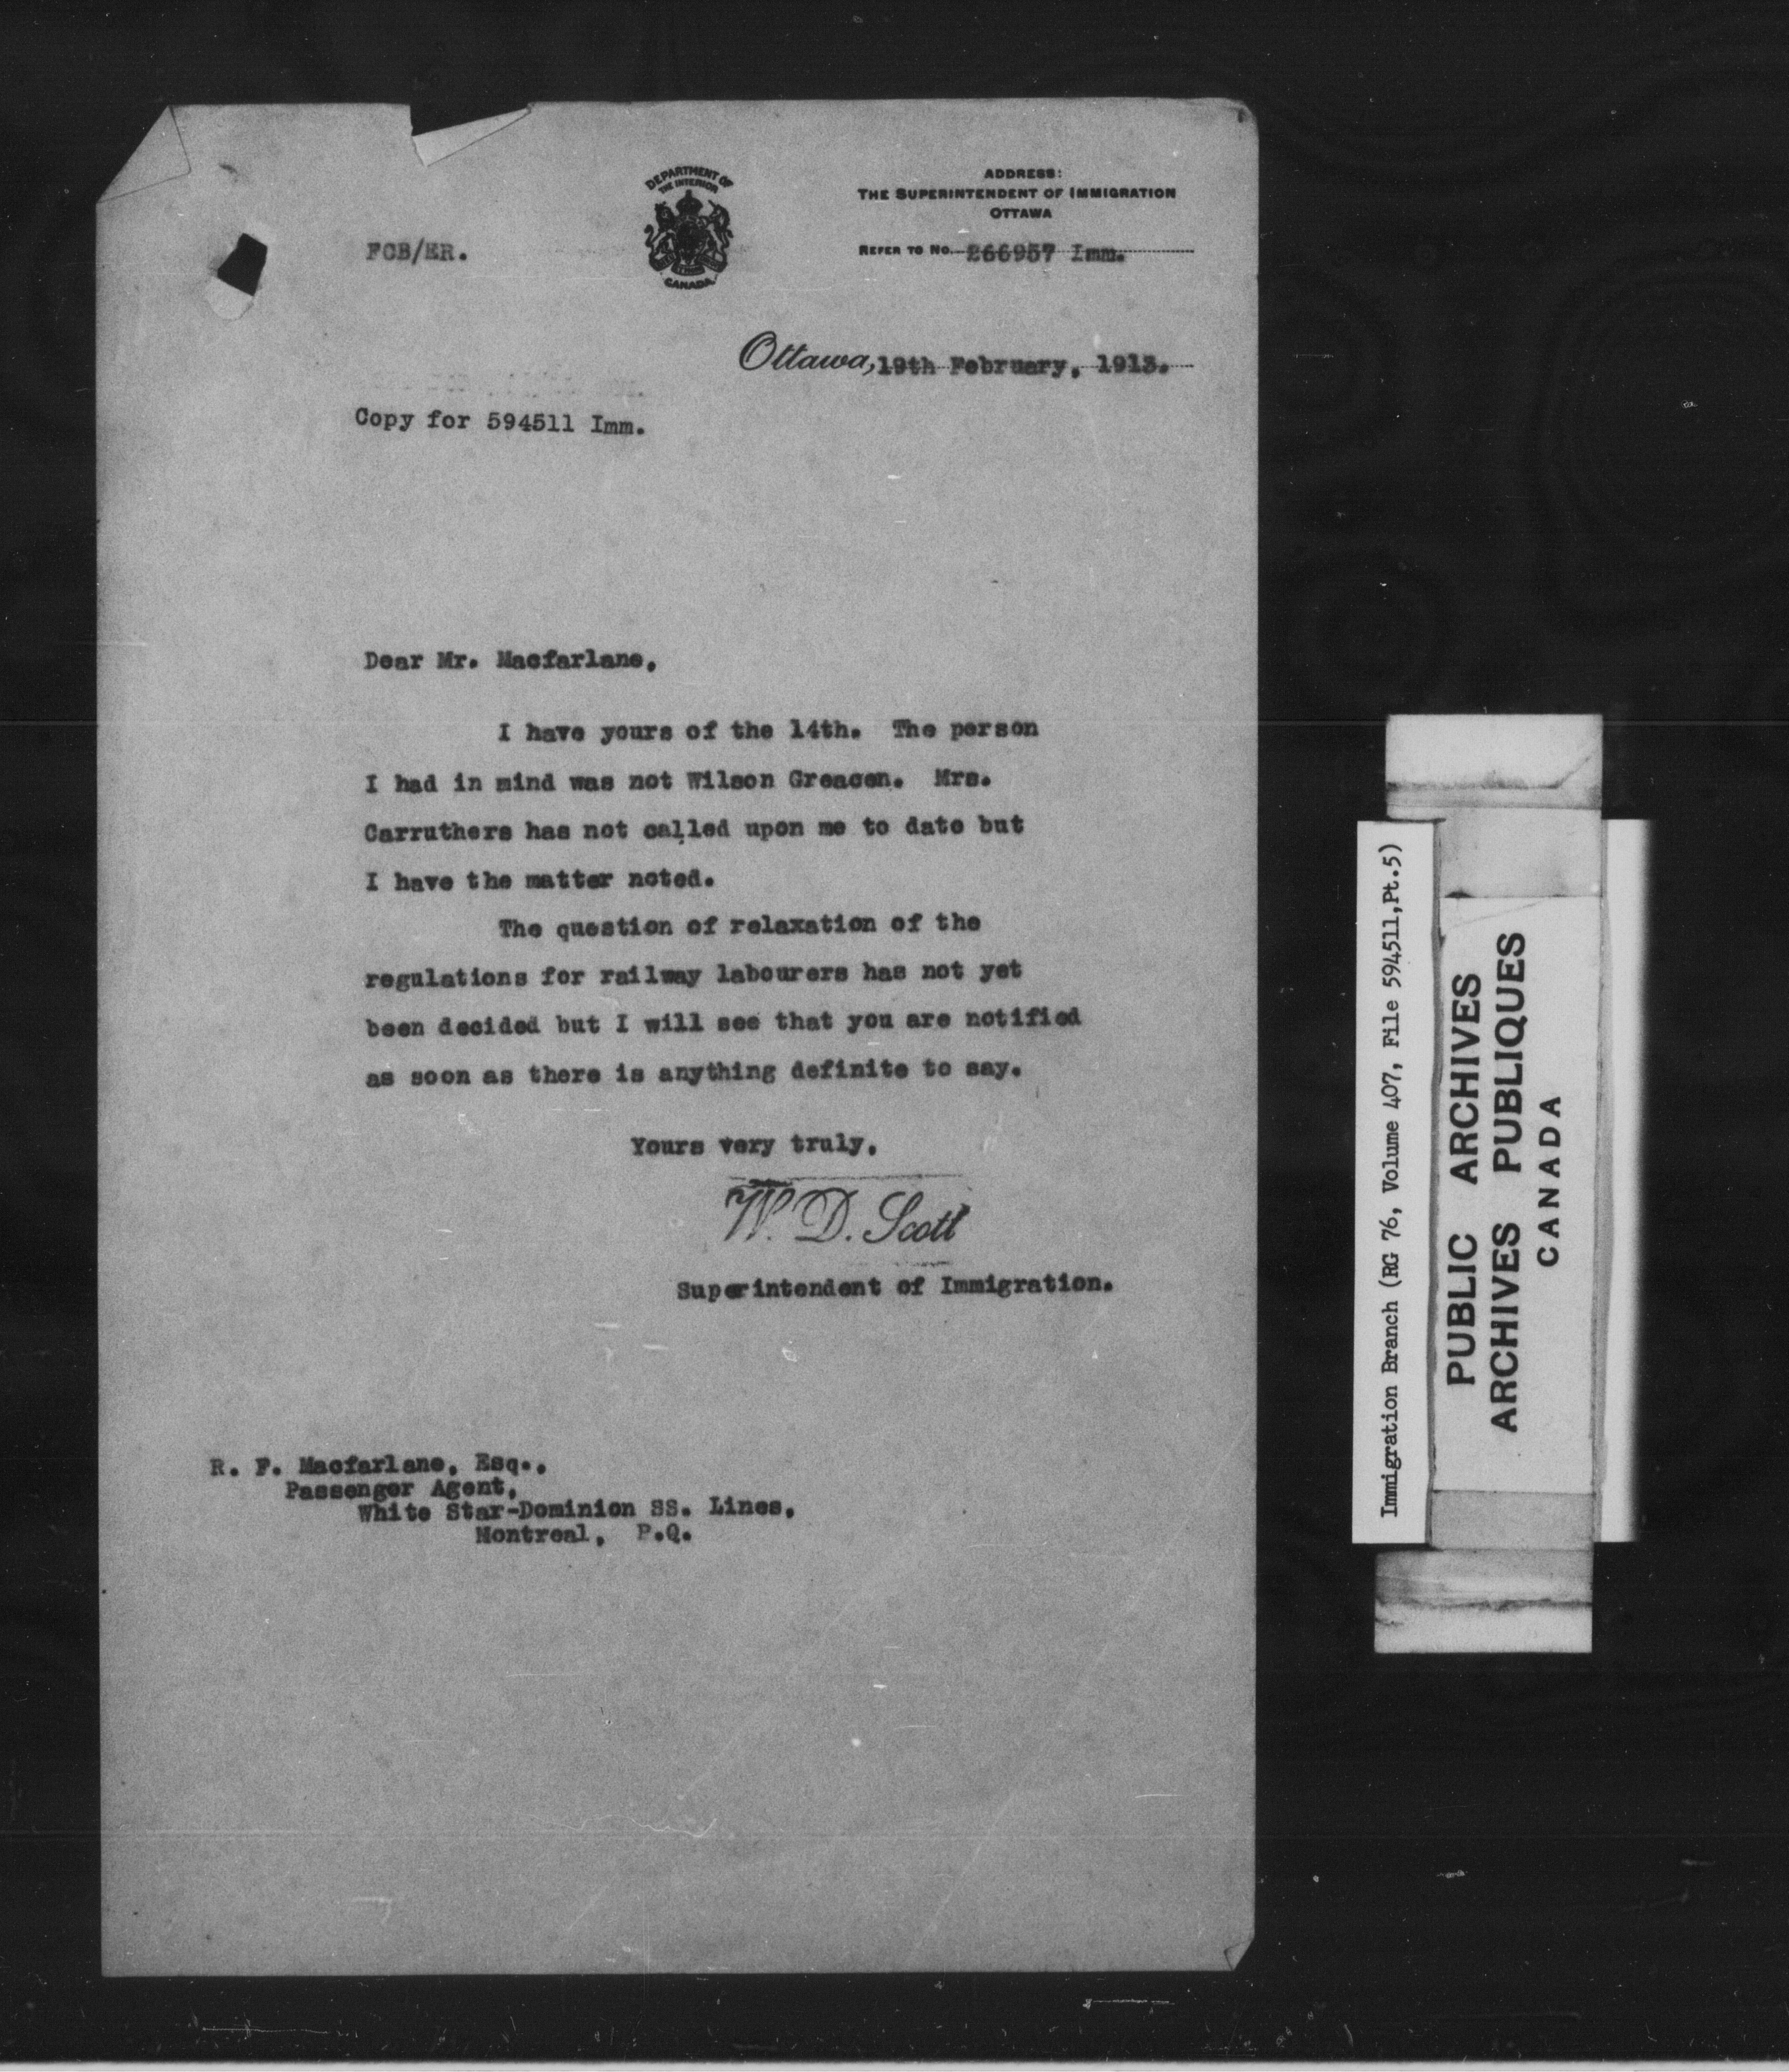 DEPARTMENT OF
THE INTERIOR
CANADA
ADDRESS:
THE SUPERINTENDENT OF IMMIGRATION
OTTAWA
FCB/ER.
REFER TO No. 266957 Imm.
Ottawa, 19th February, 1913.
Copy for 594511 Imm.
Dear Mr. Macfarlane,
I have yours of the 14th. The person
I had in mind was not Wilson Greacen. Mrs.
Carruthers has not called upon me to date but
I have the matter noted.
The question of relaxation of the
regulations for railway labourers has not yet
been decided but I will see that you are notified
as soon as there is anything definite to say.
Yours very truly,
W. D. Scott
Superintendent of Immigration.
R. F. Macfarlane, Esq.,
Passenger Agent,
White Star-Dominion SS. Lines,
Montreal, P.Q.
Immigration Branch (RG 76, Volume 407, File 594511,Pt.5)
PUBLIC ARCHIVES
ARCHIVES PUBLIQUES
CANADA